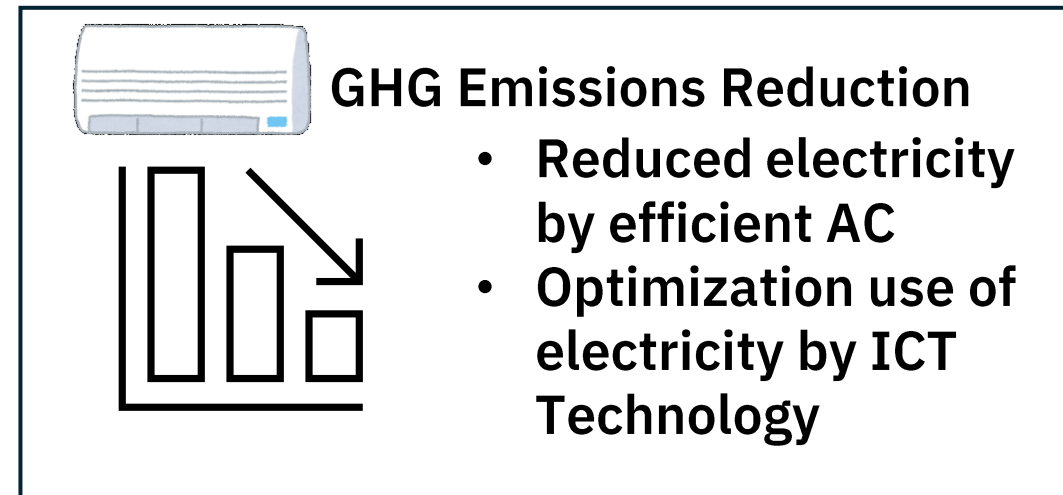 GHG Emissions Reduction
• Reduced electricity
by efficient AC
• Optimization use of
electricity by ICT
Technology